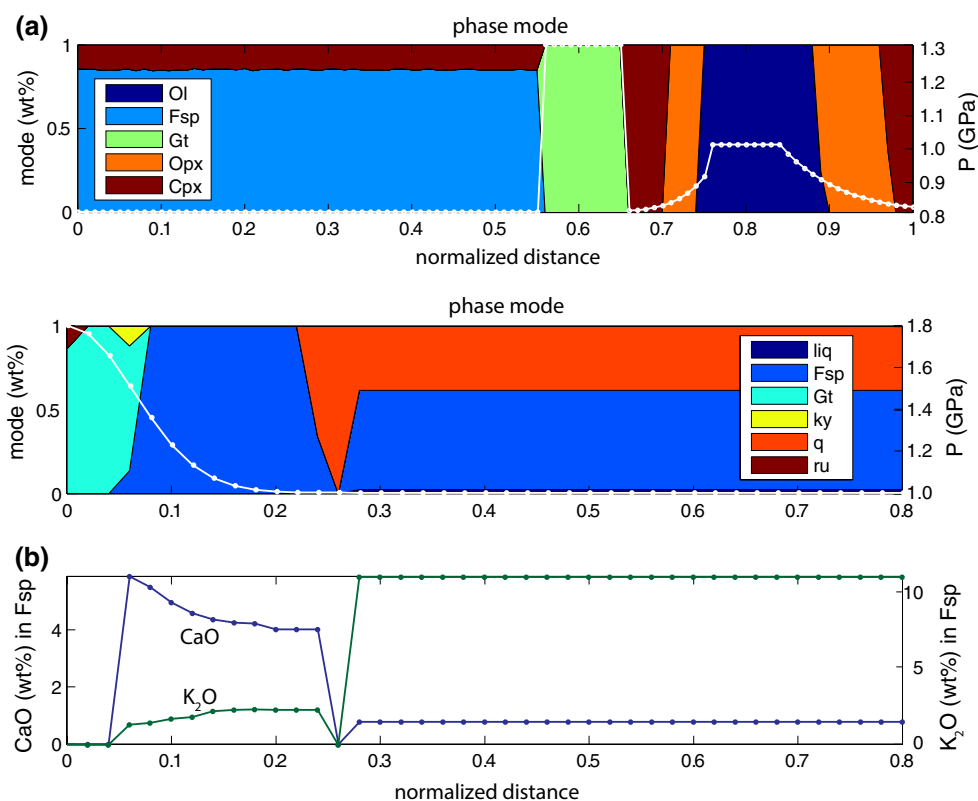 (a)
phase mode
mode (wt%)
1
0.5
0
Ol
Fsp
Gt
Opx
Cpx
1.3
1.2
1.1
1.0
0.9
0.8
P (GPa)
0 0.1 0.2 0.3 0.4 0.5 0.6 0.7 0.8 0.9 1
normalized distance
phase mode
mode (wt%)
1
0.5
0
liq
Fsp
Gt
ky
q
ru
1.8
1.6
1.4
1.2
1.0
P (GPa)
0 0.1 0.2 0.3 0.4 0.5 0.6 0.7 0.8
(b)
CaO (wt%) in Fsp
4
2
0
CaO
K2O
10
5
0
K2O (wt%) in Fsp
0 0.1 0.2 0.3 0.4 0.5 0.6 0.7 0.8
normalized distance